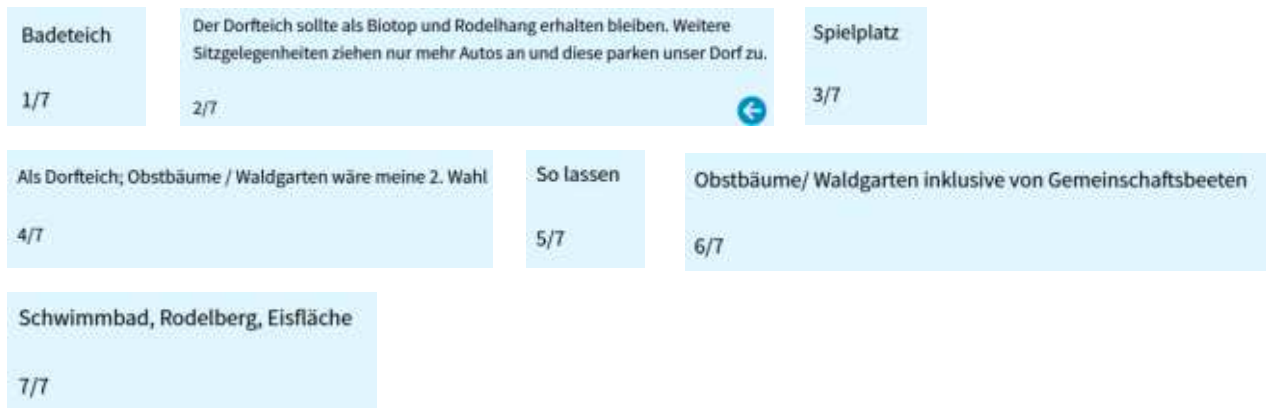 Badeteich
1/7
Der Dorfteich sollte als Biotop und Rodelhang erhalten bleiben. Weitere
Sitzgelegenheiten ziehen nur mehr Autos an und diese parken unser Dorf zu.
2/7
Spielplatz
3/7
Als Dorfteich; Obstbäume / Waldgarten wäre meine 2. Wahl
4/7
So lassen
5/7
Obstbäume/ Waldgarten inklusive von Gemeinschaftsbeeten
6/7
Schwimmbad, Rodelberg, Eisfläche
7/7